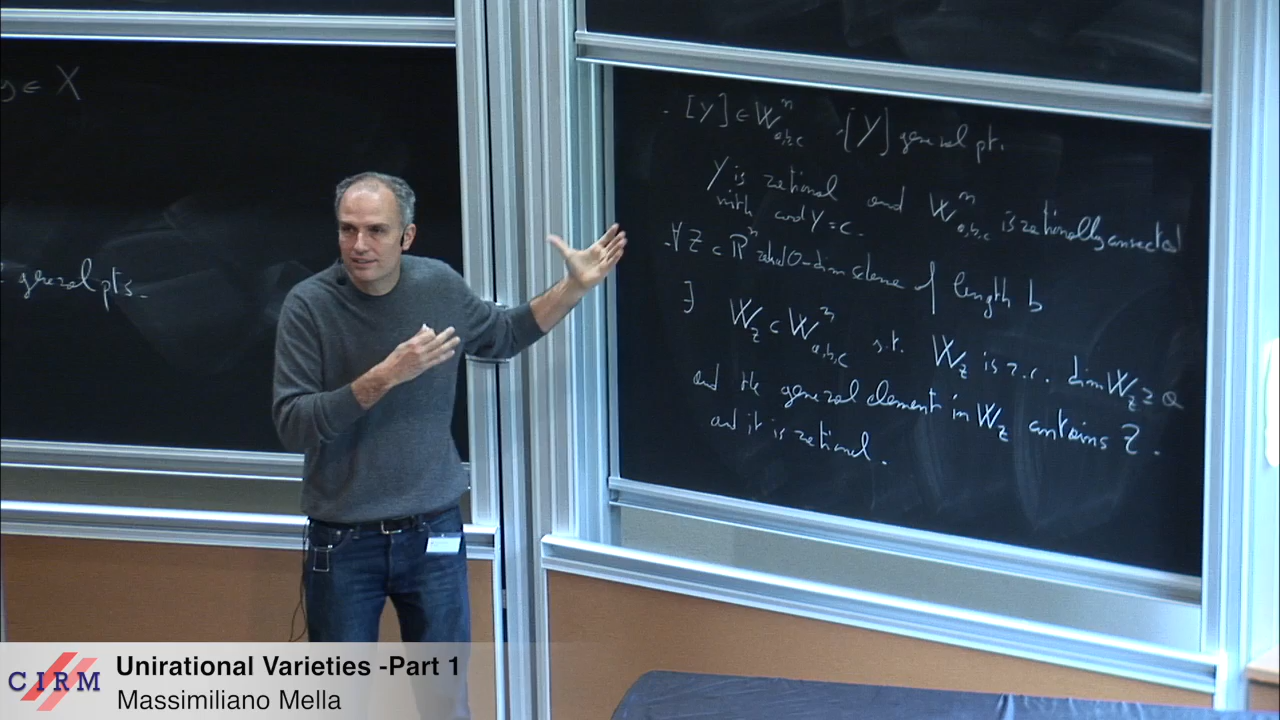 y ∈ X
general pts.
. [Y] ∈ W^n_{a,b,c} · [Y] general pt.
Y is rational and W^n_{a,b,c} is rationally connected
with cod Y = c.
. ∀ Z ⊂ P^n 0-dim scheme of length b
∃ W_Z ⊂ W^n_{a,b,c} s.t. W_Z is r.c. dim W_Z ≥ a
and the general element in W_Z contains Z.
and it is rational.
CIRM
Unirational Varieties -Part 1
Massimiliano Mella